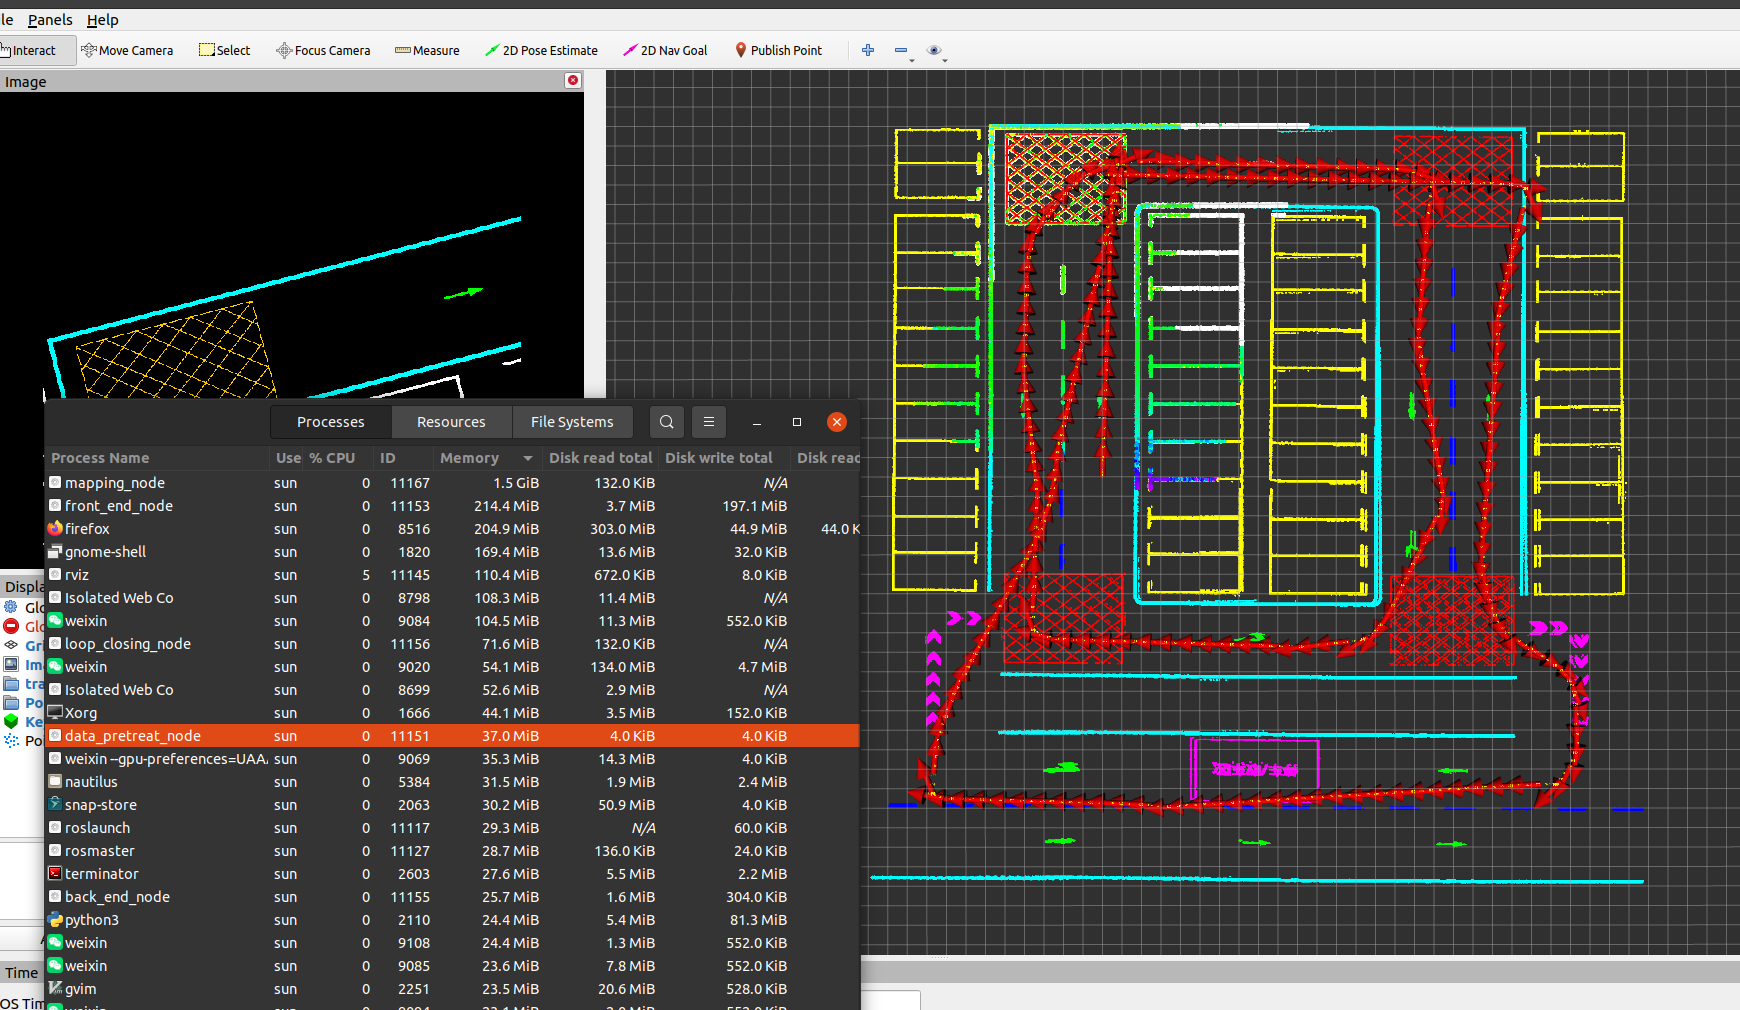 le Panels Help
Interact Move Camera Select Focus Camera Measure 2D Pose Estimate 2D Nav Goal Publish Point
Image
Processes Resources File Systems
Process Name Use % CPU ID Memory Disk read total Disk write total Disk read
mapping_node sun 0 11167 1.5 GiB 132.0 KiB N/A
front_end_node sun 0 11153 214.4 MiB 3.7 MiB 197.1 MiB
firefox sun 0 8516 204.9 MiB 303.0 MiB 44.9 MiB 44.0 K
gnome-shell sun 0 1820 169.4 MiB 13.6 MiB 32.0 KiB
rviz sun 5 11145 110.4 MiB 672.0 KiB 8.0 KiB
Isolated Web Co sun 0 8798 108.3 MiB 11.4 MiB N/A
weixin sun 0 9084 104.5 MiB 11.3 MiB 552.0 KiB
loop_closing_node sun 0 11156 71.6 MiB 132.0 KiB N/A
weixin sun 0 9020 54.1 MiB 134.0 MiB 4.7 MiB
Isolated Web Co sun 0 8699 52.6 MiB 2.9 MiB N/A
Xorg sun 0 1666 44.1 MiB 3.5 MiB 152.0 KiB
data_pretreat_node sun 0 11151 37.0 MiB 4.0 KiB 4.0 KiB
weixin --gpu-preferences=UAA sun 0 9069 35.3 MiB 14.3 MiB 4.0 KiB
nautilus sun 0 5384 31.5 MiB 1.9 MiB 2.4 MiB
snap-store sun 0 2063 30.2 MiB 50.9 MiB 4.0 KiB
roslaunch sun 0 11117 29.3 MiB N/A 60.0 KiB
rosmaster sun 0 11127 28.7 MiB 136.0 KiB 24.0 KiB
terminator sun 0 2603 27.6 MiB 5.5 MiB 2.2 MiB
back_end_node sun 0 11155 25.7 MiB 1.6 MiB 304.0 KiB
python3 sun 0 2110 24.4 MiB 5.4 MiB 81.3 MiB
weixin sun 0 9108 24.4 MiB 1.3 MiB 552.0 KiB
weixin sun 0 9085 23.6 MiB 7.8 MiB 552.0 KiB
gvim sun 0 2251 23.5 MiB 20.6 MiB 528.0 KiB
Displa
Glo
Glo
Gri
Im
tra
Po
Ke
Poi
Time
OS Tim